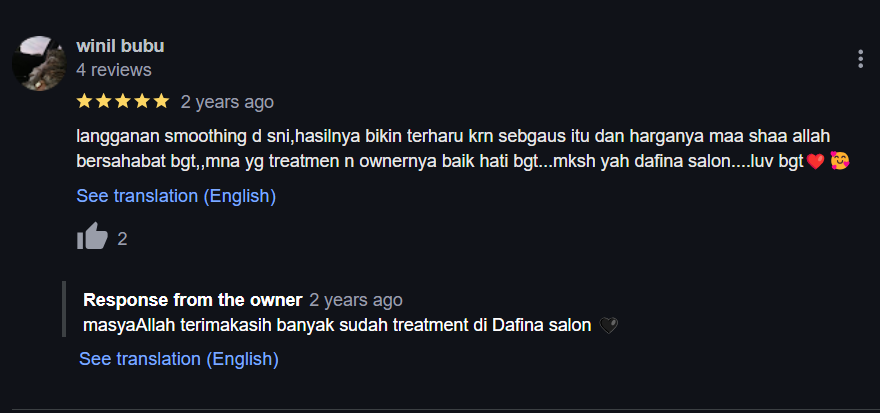 winil bubu
4 reviews
2 years ago
langganan smoothing d sni,hasilnya bikin terharu krn sebgaus itu dan harganya maa shaa allah
bersahabat bgt,,mna yg treatmen n ownernya baik hati bgt...mksh yah dafina salon....luv bgt❤️🥰
See translation (English)
2
Response from the owner 2 years ago
masyaAllah terimakasih banyak sudah treatment di Dafina salon 🖤
See translation (English)